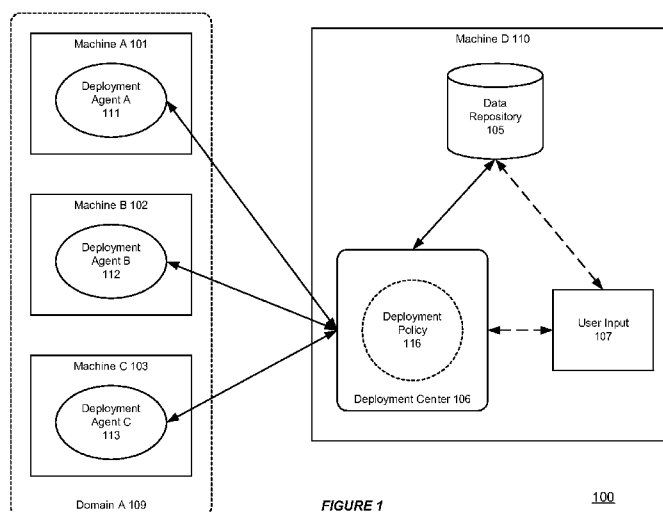 Machine A 101
Deployment
Agent A
111
Machine B 102
Deployment
Agent B
112
Machine C 103
Deployment
Agent C
113
Domain A 109
Machine D 110
Data
Repository
105
Deployment
Policy
116
Deployment Center 106
User Input
107
FIGURE 1
100